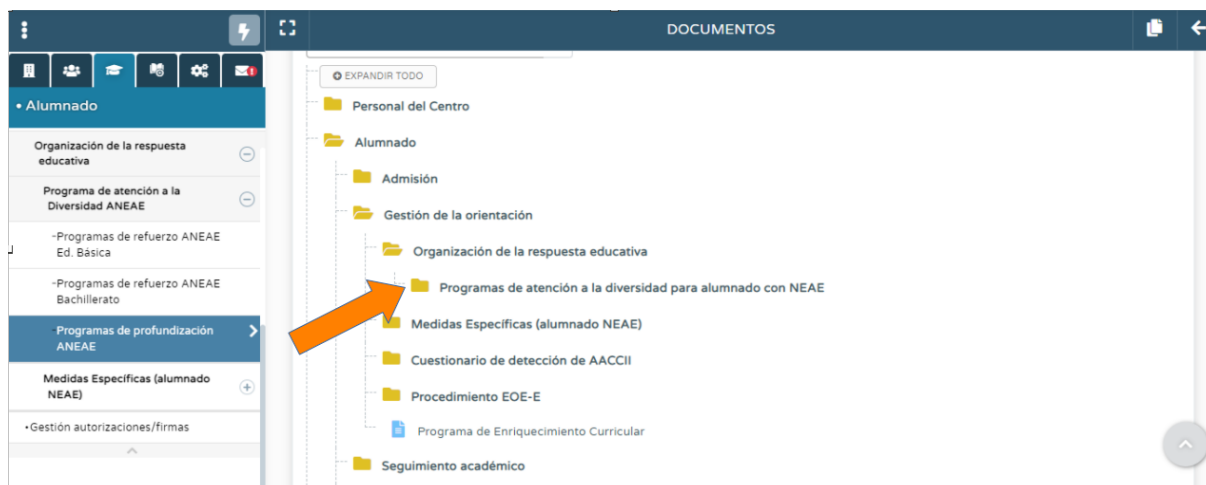 DOCUMENTOS
• Alumnado
Organización de la respuesta
educativa
Programa de atención a la
Diversidad ANEAE
-Programas de refuerzo ANEAE
Ed. Básica
-Programas de refuerzo ANEAE
Bachillerato
-Programas de profundización
ANEAE
Medidas Específicas (alumnado
NEAE)
•Gestión autorizaciones/firmas
EXPANDIR TODO
Personal del Centro
Alumnado
Admisión
Gestión de la orientación
Organización de la respuesta educativa
Programas de atención a la diversidad para alumnado con NEAE
Medidas Específicas (alumnado NEAE)
Cuestionario de detección de AACCII
Procedimiento EOE-E
Programa de Enriquecimiento Curricular
Seguimiento académico